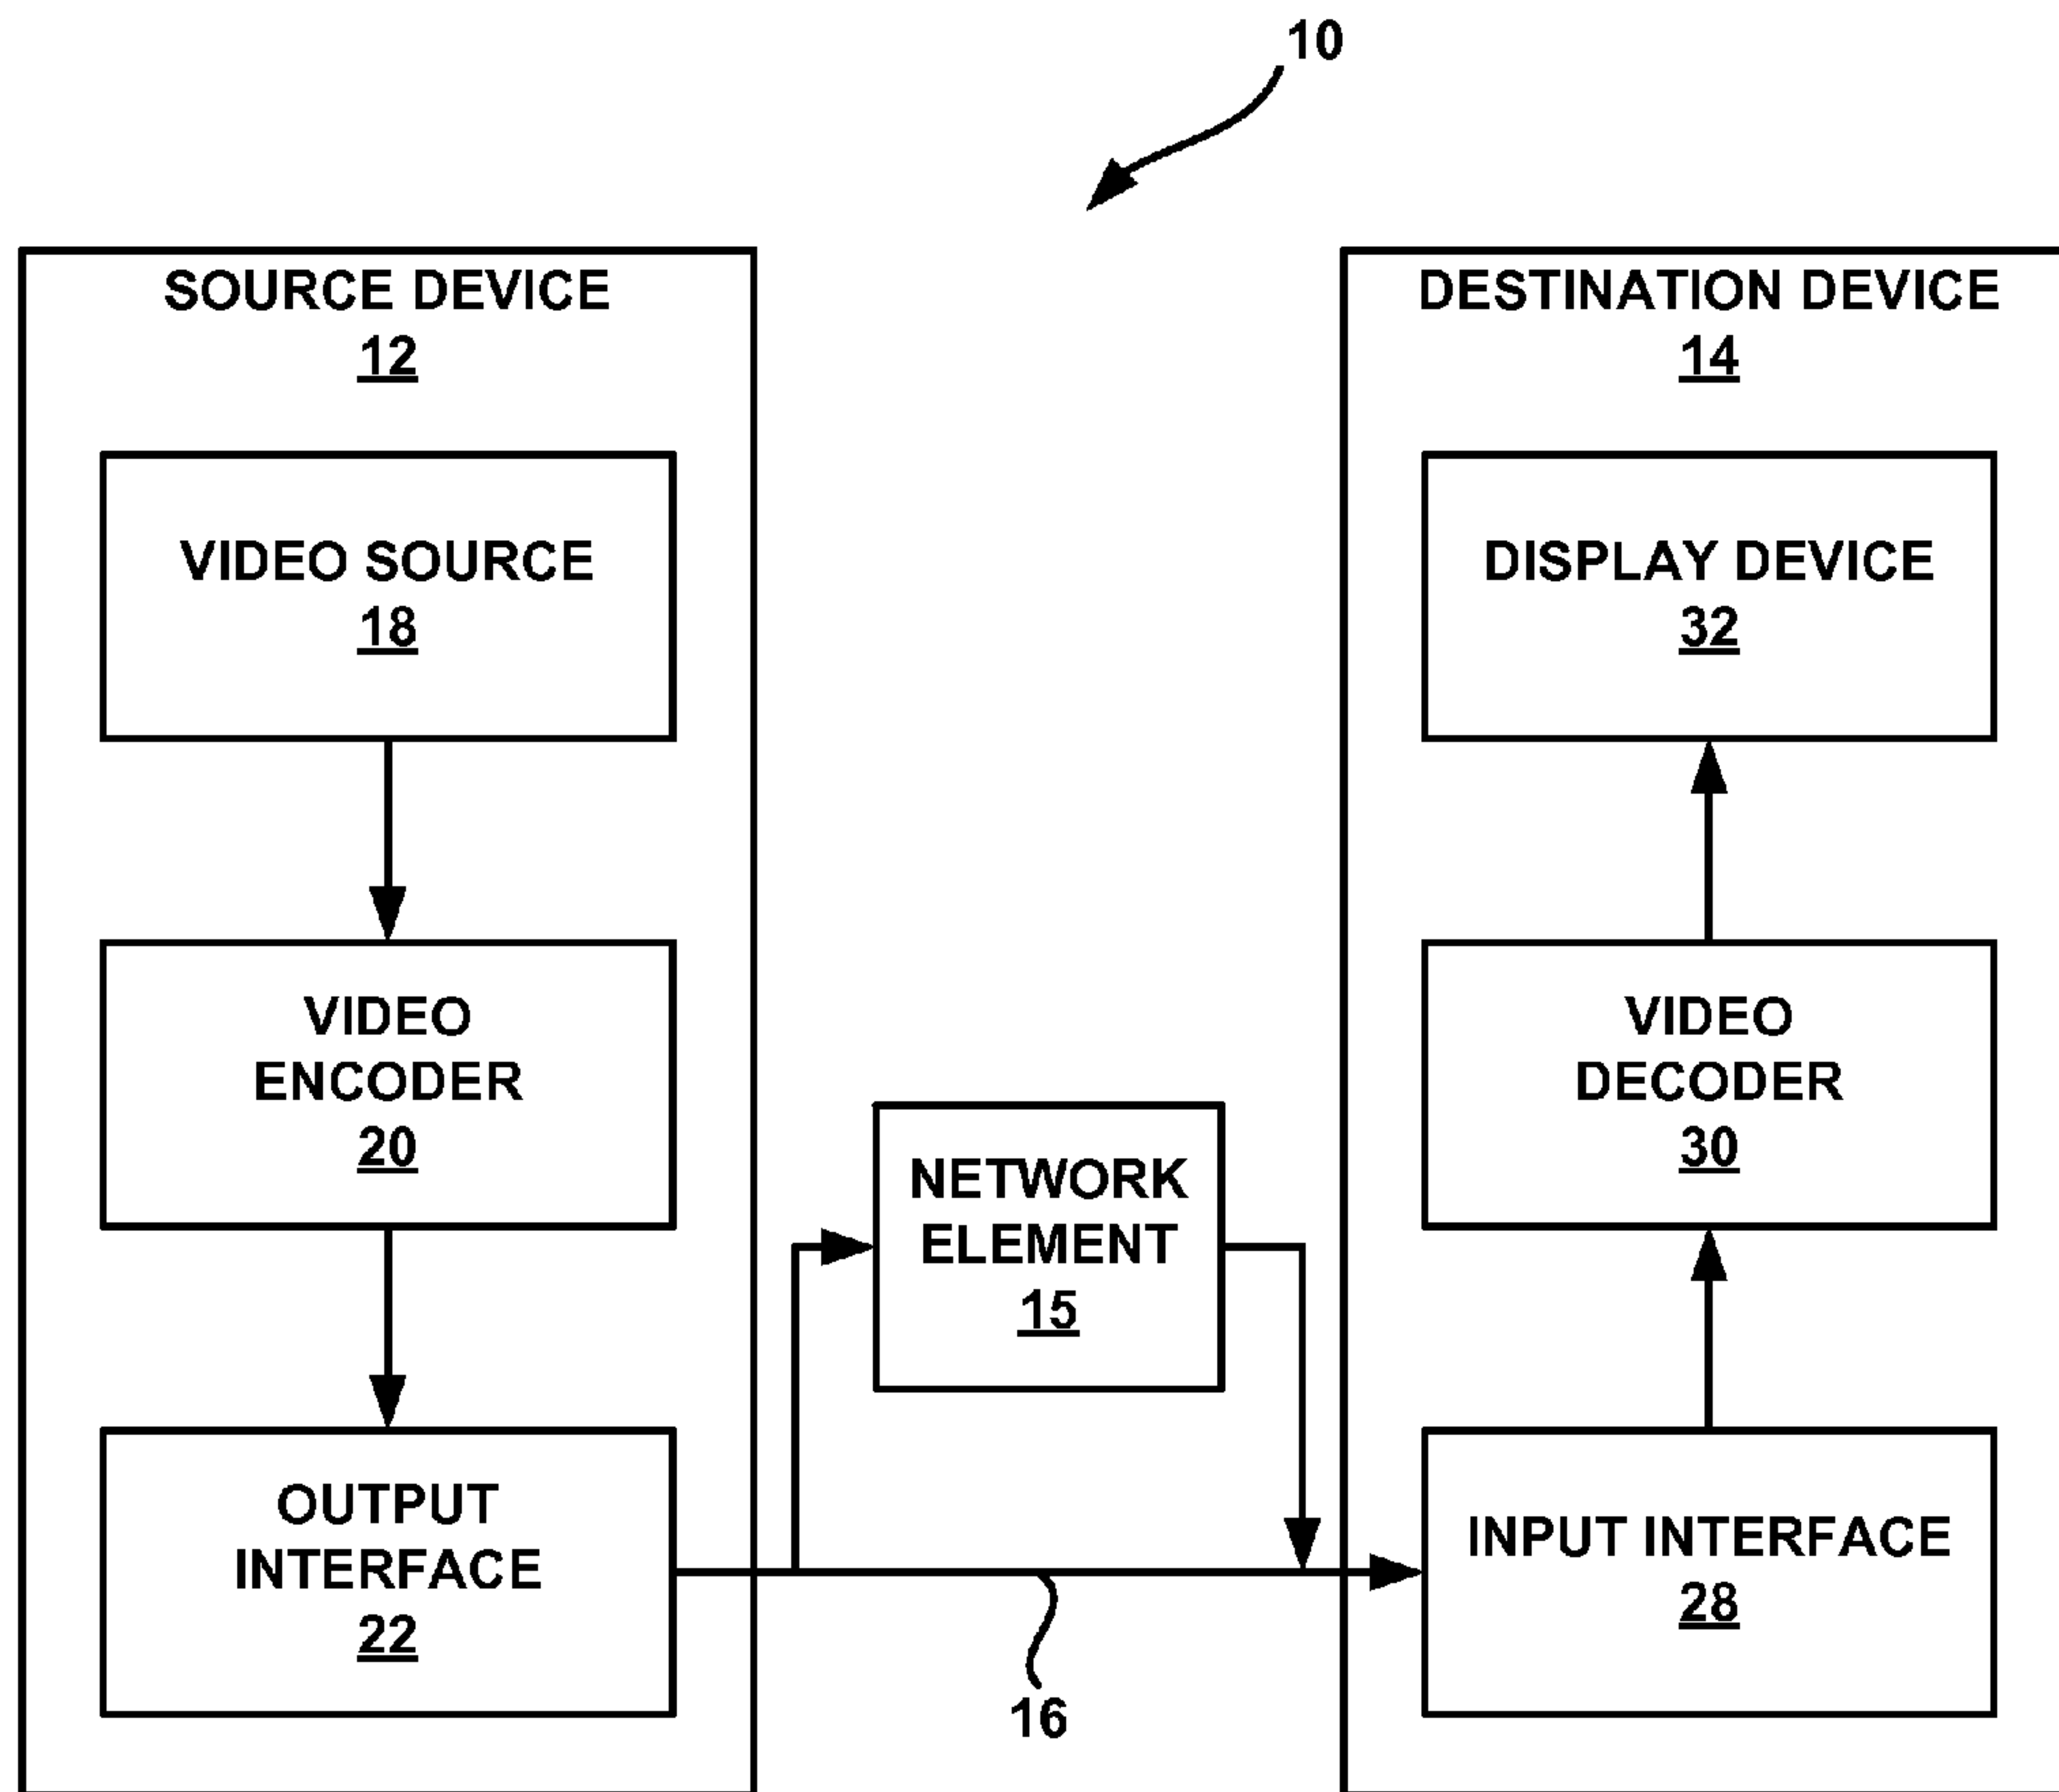 10
SOURCE DEVICE
12
VIDEO SOURCE
18
VIDEO
ENCODER
20
OUTPUT
INTERFACE
22
NETWORK
ELEMENT
15
16
DESTINATION DEVICE
14
DISPLAY DEVICE
32
VIDEO
DECODER
30
INPUT INTERFACE
28